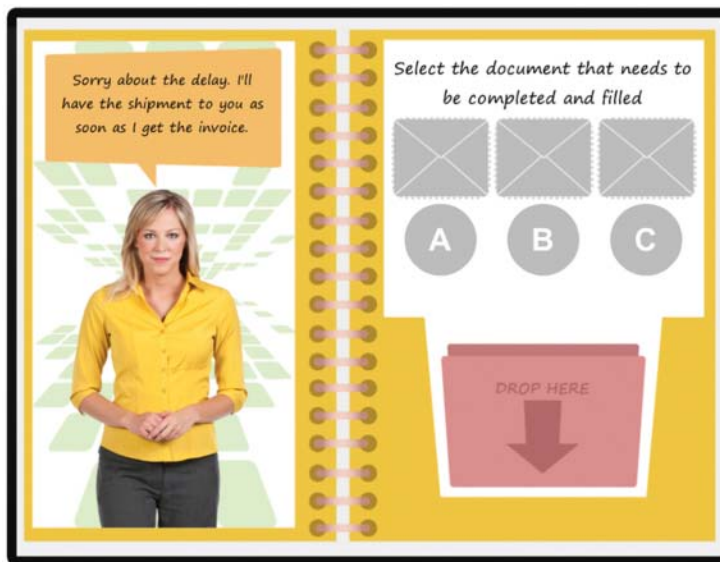 Sorry about the delay. I'll
have the shipment to you as
soon as I get the invoice.
Select the document that needs to
be completed and filled
A B C
DROP HERE